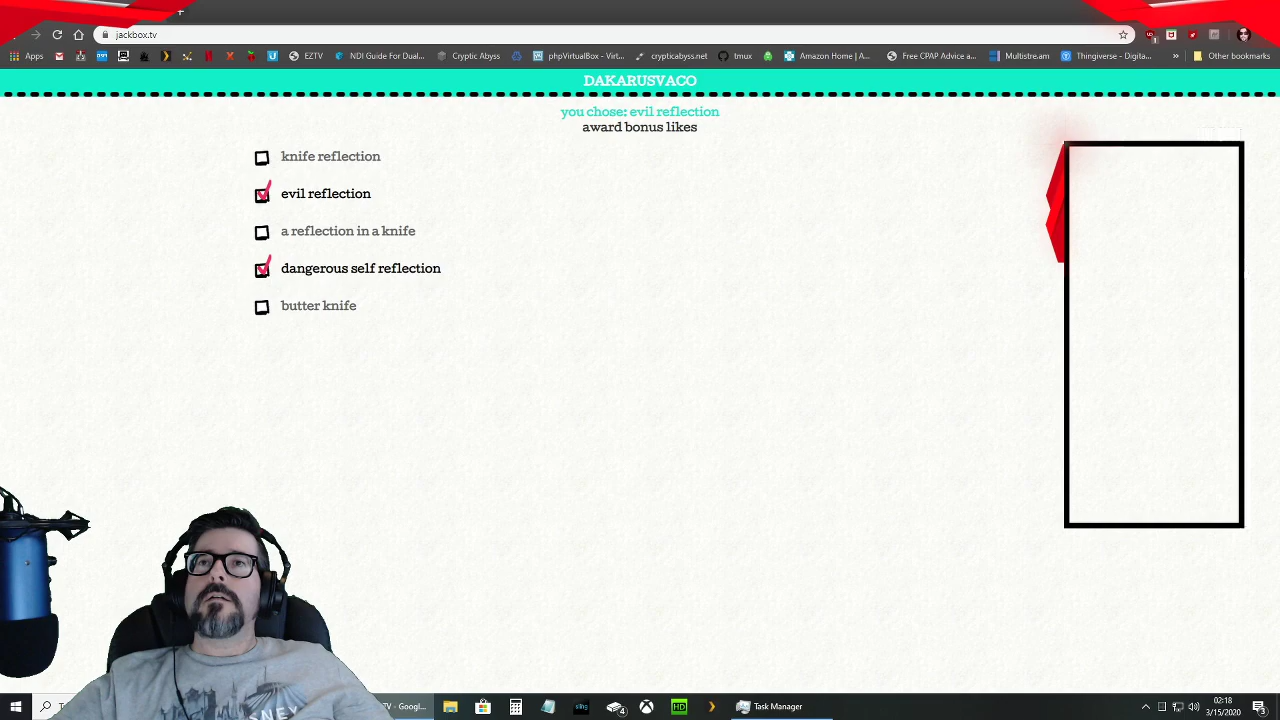 jackbox.tv
Apps
EZTV
NDI Guide For Dual...
Cryptic Abyss
phpVirtualBox - Virt...
crypticabyss.net
tmux
Amazon Home | A...
Free CPAP Advice -...
Multistream
Thingiverse - Digita...
»
Other bookmarks
DAKARUSVACO
you chose: evil reflection
award bonus likes
knife reflection
evil reflection
a reflection in a knife
dangerous self reflection
butter knife
TV - Googl...
Task Manager
02:18
3/15/2020